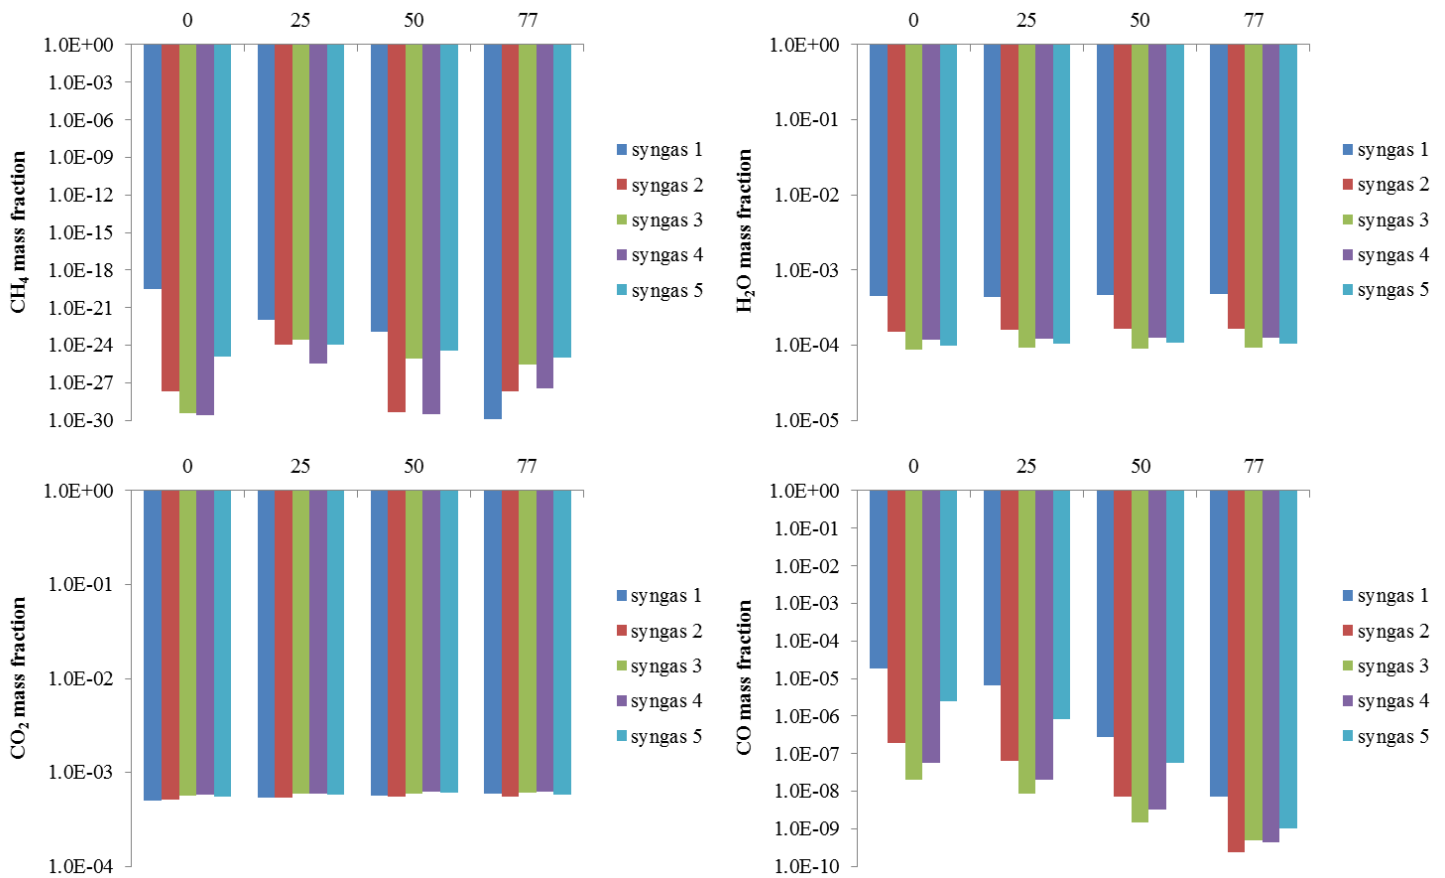 0 25 50 77
1.0E+00
1.0E-03
1.0E-06
1.0E-09
1.0E-12
1.0E-15
1.0E-18
1.0E-21
1.0E-24
1.0E-27
1.0E-30
CH₄ mass fraction
syngas 1
syngas 2
syngas 3
syngas 4
syngas 5
0 25 50 77
1.0E+00
1.0E-01
1.0E-02
1.0E-03
1.0E-04
1.0E-05
H₂O mass fraction
syngas 1
syngas 2
syngas 3
syngas 4
syngas 5
0 25 50 77
1.0E+00
1.0E-01
1.0E-02
1.0E-03
1.0E-04
CO₂ mass fraction
syngas 1
syngas 2
syngas 3
syngas 4
syngas 5
0 25 50 77
1.0E+00
1.0E-01
1.0E-02
1.0E-03
1.0E-04
1.0E-05
1.0E-06
1.0E-07
1.0E-08
1.0E-09
1.0E-10
CO mass fraction
syngas 1
syngas 2
syngas 3
syngas 4
syngas 5